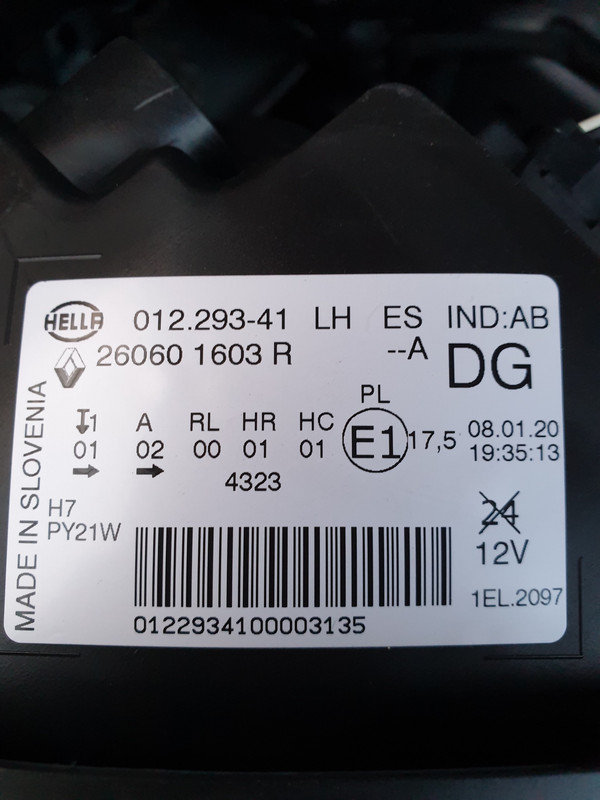 HELLA 012.293-41 LH ES IND:AB
26060 1603 R --A DG
PL
1 A RL HR HC E1 17,5 08.01.20
01 02 00 01 01 19:35:13
4323
H7
PY21W
24
12V
1EL.2097
0122934100003135
MADE IN SLOVENIA